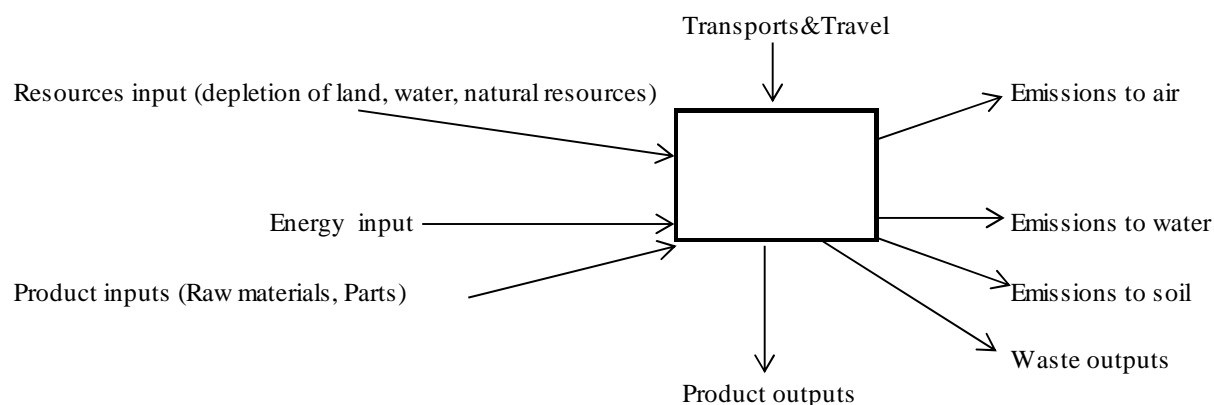 Transports&Travel
Resources input (depletion of land, water, natural resources)
Emissions to air
Energy input
Emissions to water
Product inputs (Raw materials, Parts)
Emissions to soil
Waste outputs
Product outputs